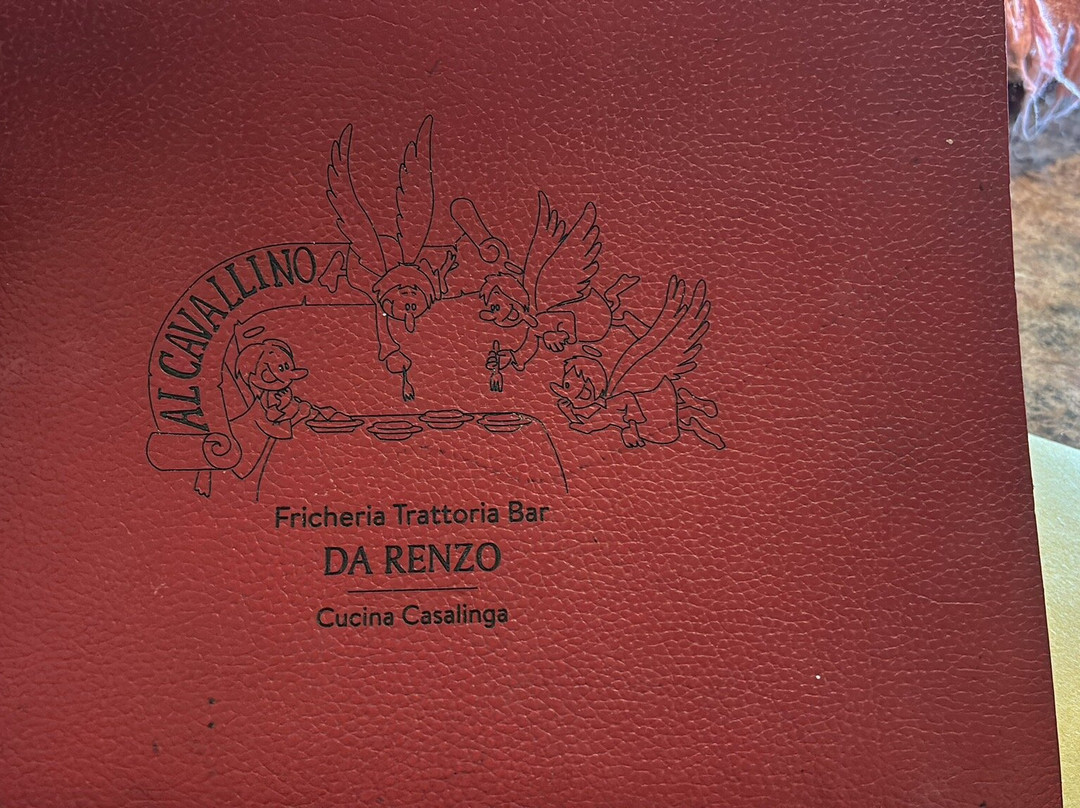 AL CAVALLINO
Fricheria Trattoria Bar
DA RENZO
Cucina Casalinga